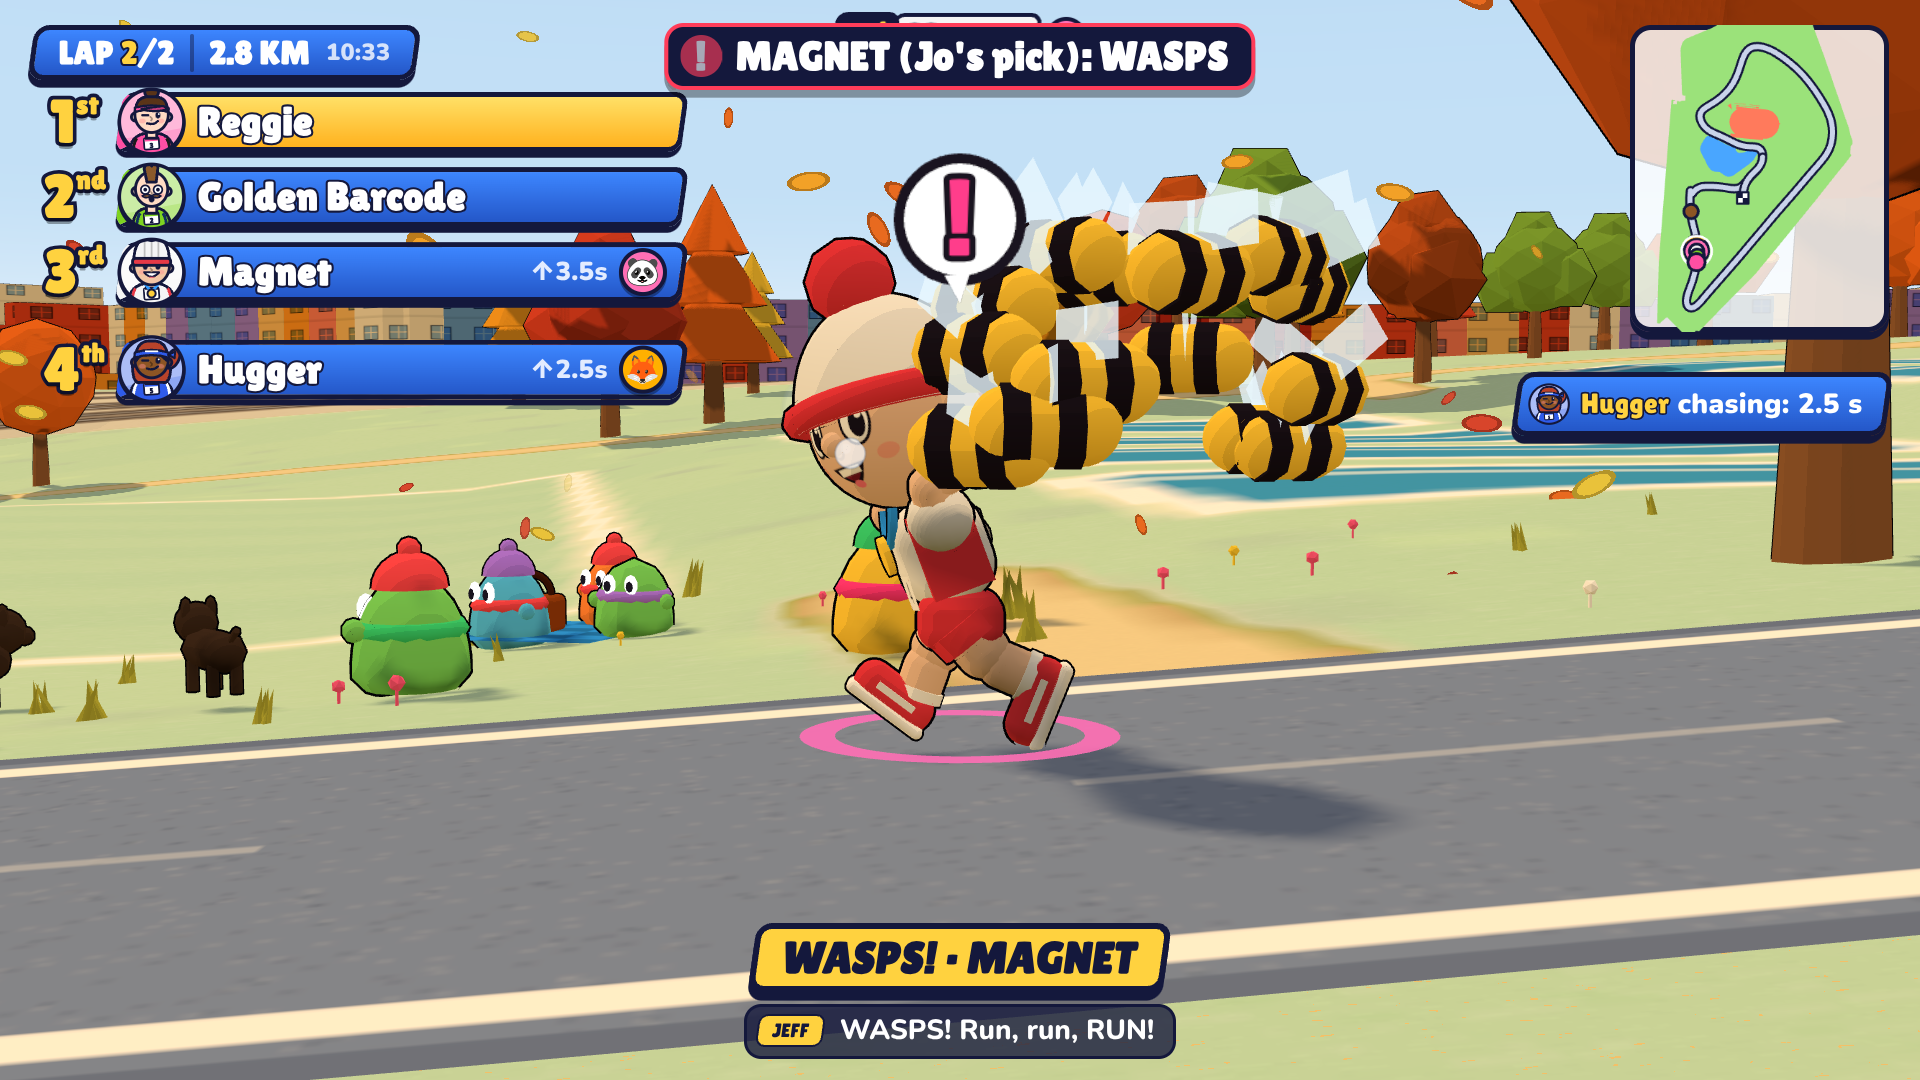 LAP 2/2 2.8 KM 10:33
MAGNET (Jo's pick): WASPS
1st Reggie
2nd Golden Barcode
3rd Magnet ↑3.5s
4th Hugger ↑2.5s
Hugger chasing: 2.5 s
WASPS! · MAGNET
JEFF WASPS! Run, run, RUN!